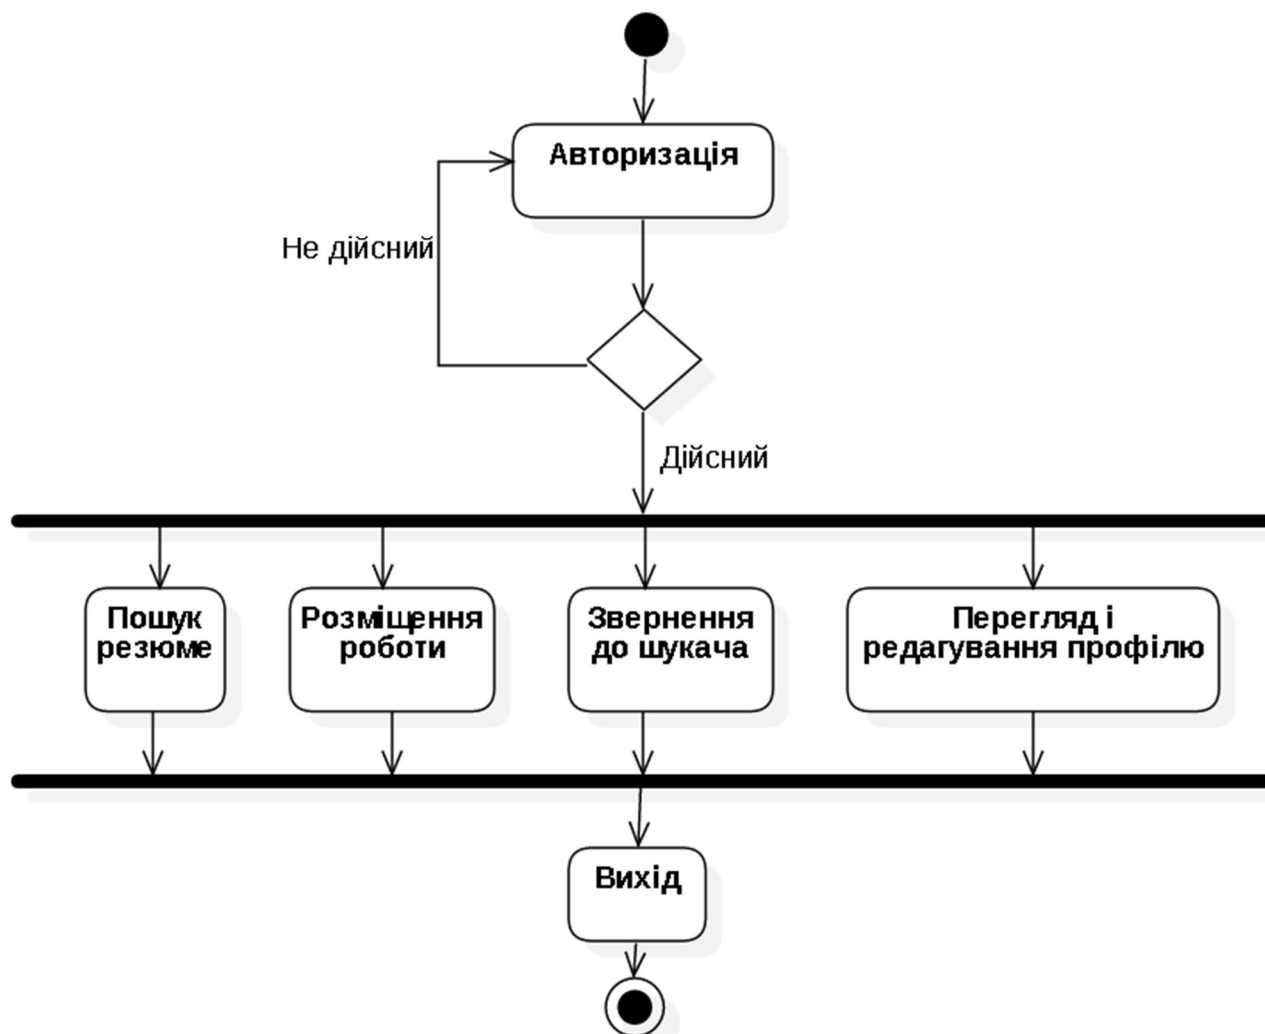 Авторизація
Не дійсний
Дійсний
Пошук
резюме
Розміщення
роботи
Звернення
до шукача
Перегляд і
редагування профілю
Вихід